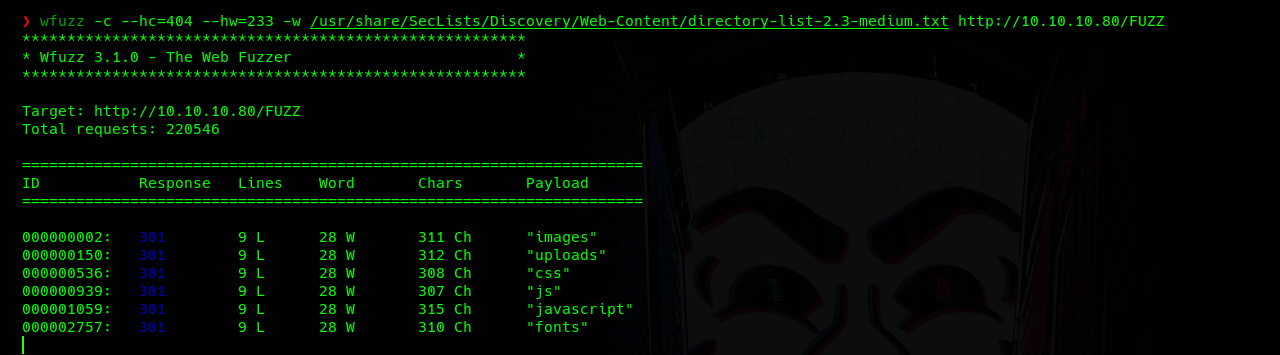 ❯ wfuzz -c --hc=404 --hw=233 -w /usr/share/SecLists/Discovery/Web-Content/directory-list-2.3-medium.txt http://10.10.10.80/FUZZ
********************************************************
* Wfuzz 3.1.0 - The Web Fuzzer                         *
********************************************************
Target: http://10.10.10.80/FUZZ
Total requests: 220546
=====================================================================
ID           Response   Lines    Word       Chars       Payload
=====================================================================
000000002:   301        9 L      28 W       311 Ch      "images"
000000150:   301        9 L      28 W       312 Ch      "uploads"
000000536:   301        9 L      28 W       308 Ch      "css"
000000939:   301        9 L      28 W       307 Ch      "js"
000001059:   301        9 L      28 W       315 Ch      "javascript"
000002757:   301        9 L      28 W       310 Ch      "fonts"